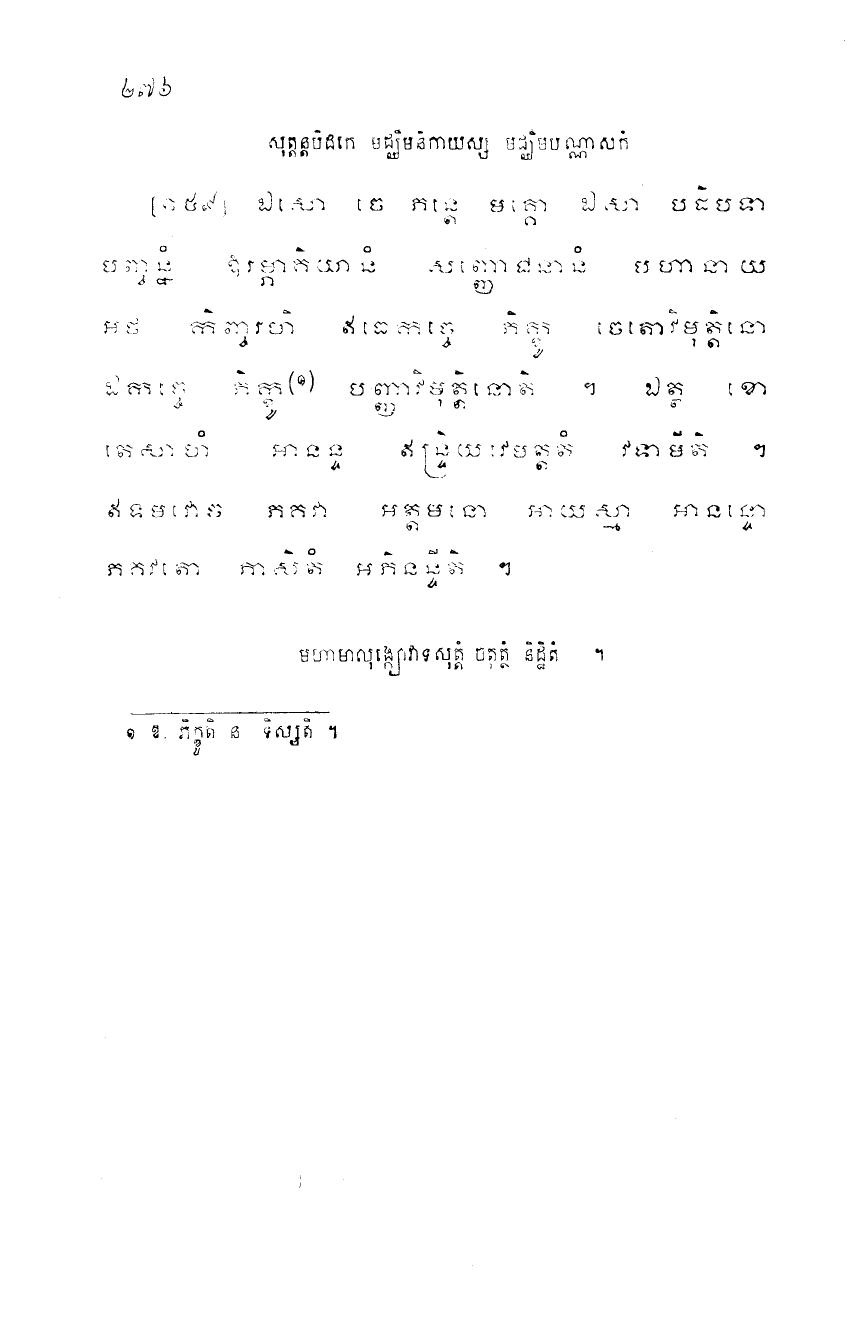 ២៧៦
សុត្តន្តបិដកេ មជ្ឈិមនិកាយស្ស មជ្ឈិមបណ្ណាសកំ
[១៥៩] ឯសោ ចេ ភន្តេ មគ្គោ ឯសា បដិបទា
បញ្ចន្នំ ឱរម្ភាគិយានំ សញ្ញោជនានំ បហានាយ
អថ កិញ្ចរហិ ឥធេកច្ចេ ភិក្ខូ ចេតោវិមុត្តិនោ
ឯកច្ចេ ភិក្ខូ(១) បញ្ញាវិមុត្តិនោតិ ។ ឯត្ថ ខោ
តេសាហំ អានន្ទ ឥន្ទ្រិយវេមត្តតំ វទាមីតិ ។
ឥទមវោច ភគវា អត្តមនោ អាយស្មា អានន្ទោ
ភគវតោ ភាសិតំ អភិនន្ទីតិ ។
មហាមាលុង្ក្យោវាទសុត្តំ ចតុត្ថំ និដ្ឋិតំ ។
១ ឱ. ភិក្ខូតិ ន ទិស្សតិ ។